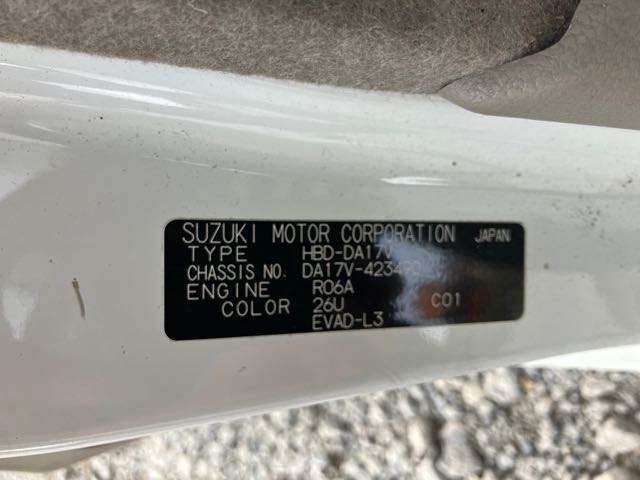 SUZUKI MOTOR CORPORATION JAPAN
TYPE HBD-DA17V
CHASSIS NO.
ENGINE R06A
COLOR 26U C01
EVAD-L3